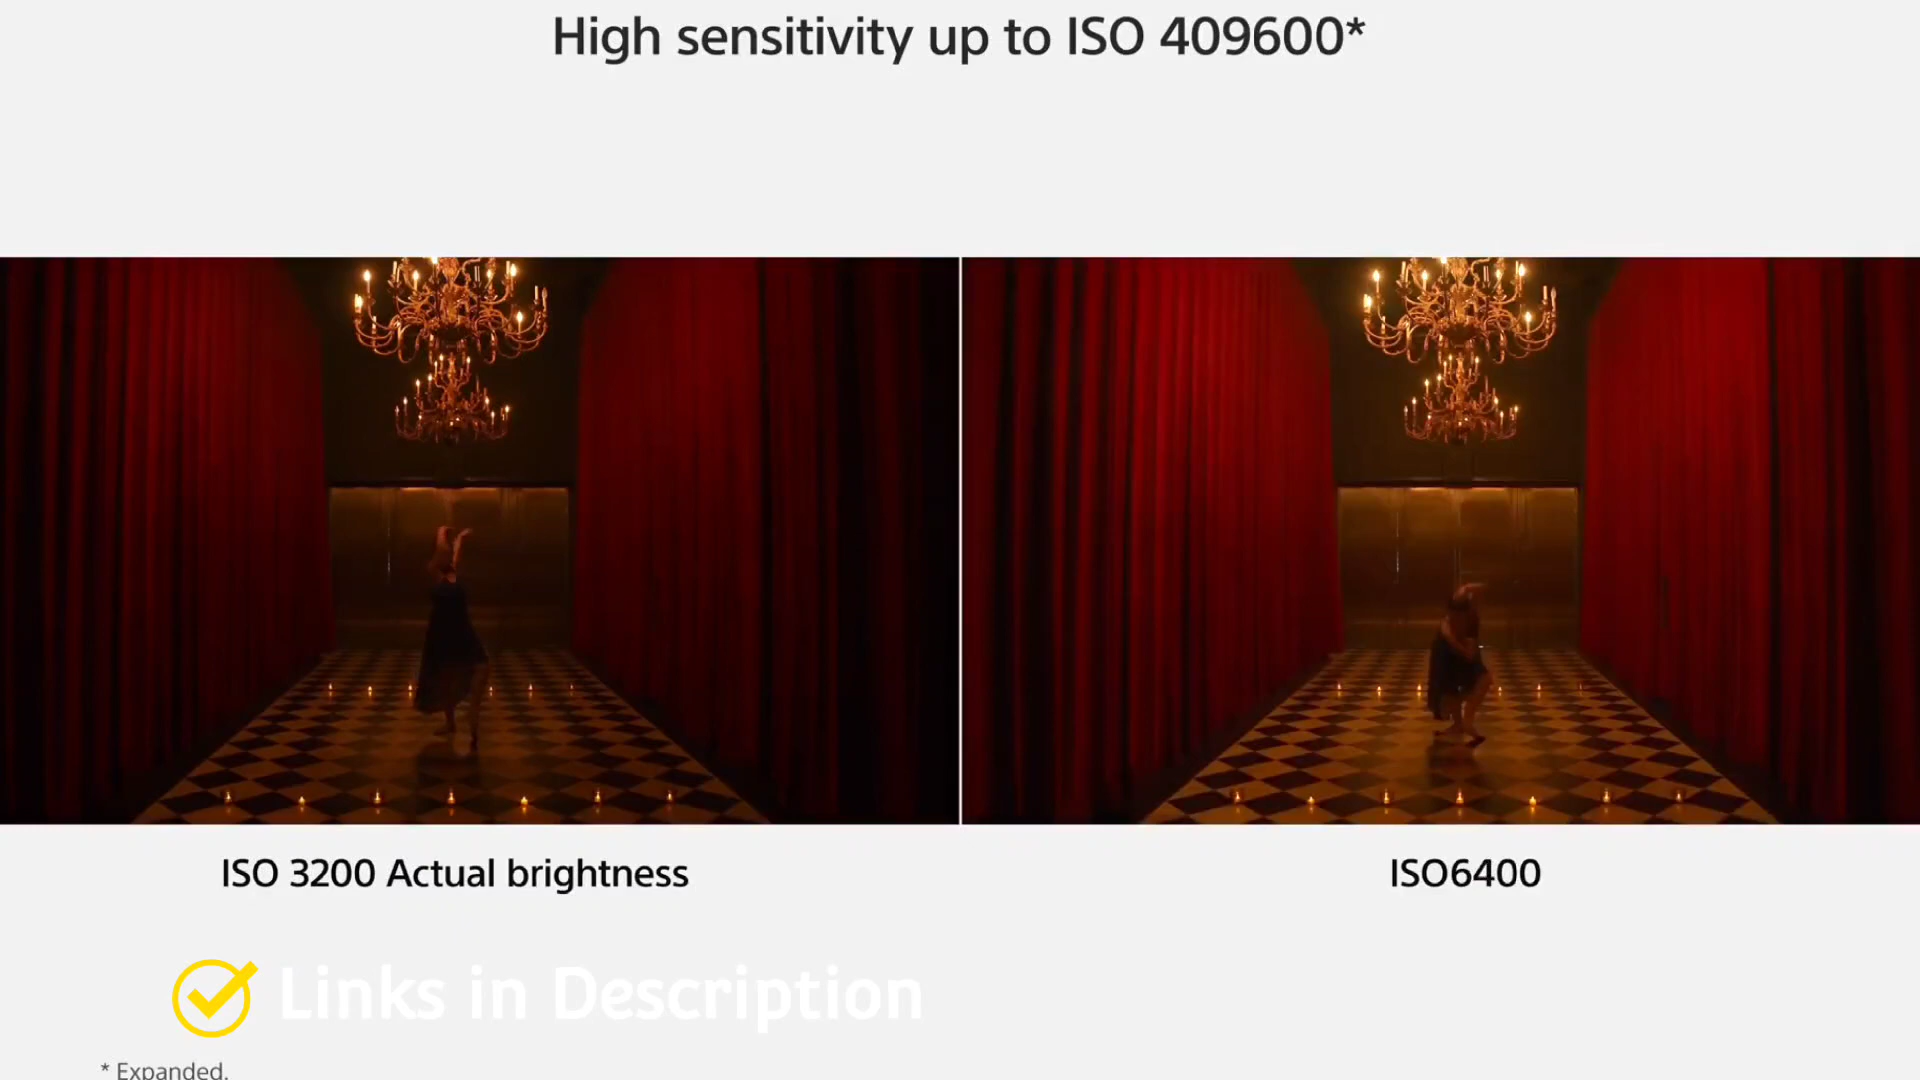 High sensitivity up to ISO 409600*
ISO 3200 Actual brightness
ISO6400
Links in Description
* Expanded.